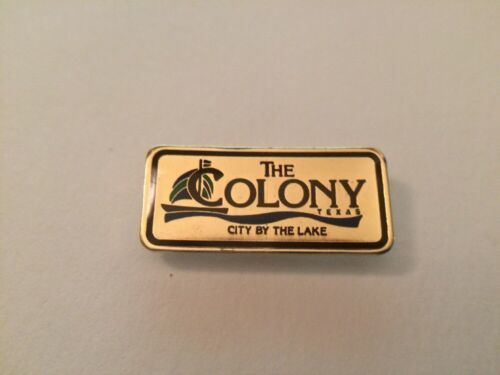 THE
COLONY
TEXAS
CITY BY THE LAKE